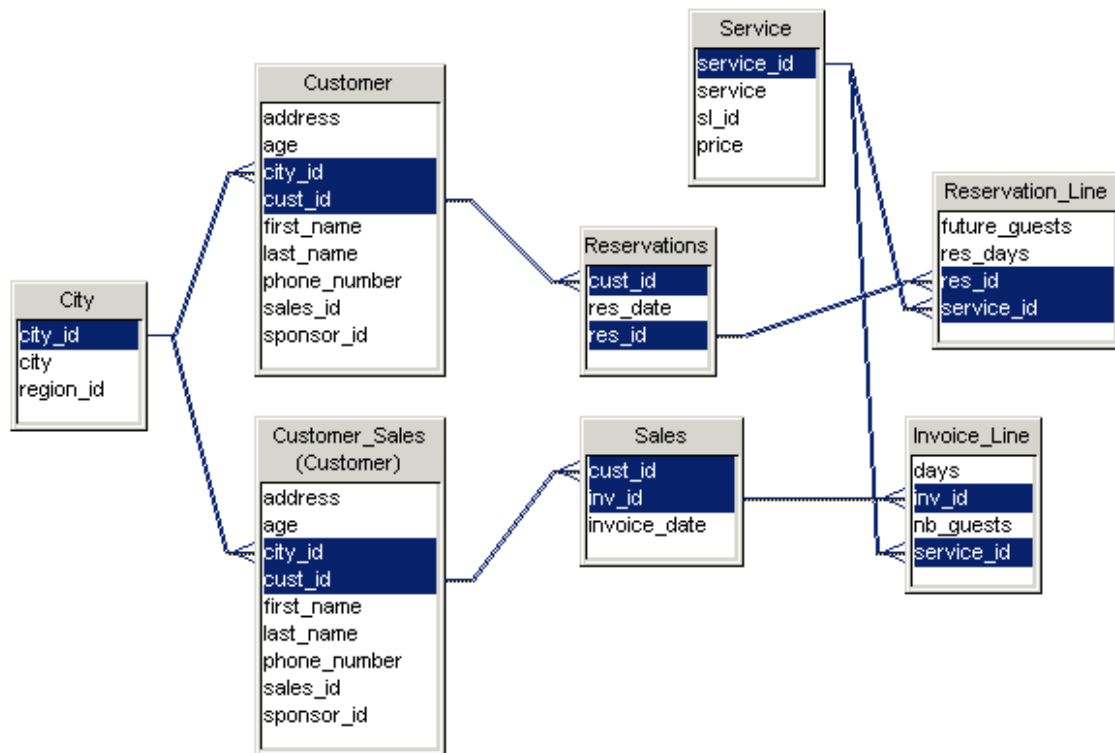 Service
service_id
service
sl_id
price
Customer
address
age
city_id
cust_id
first_name
last_name
phone_number
sales_id
sponsor_id
Reservation_Line
future_guests
res_days
res_id
service_id
Reservations
cust_id
res_date
res_id
City
city_id
city
region_id
Customer_Sales
(Customer)
address
age
city_id
cust_id
first_name
last_name
phone_number
sales_id
sponsor_id
Sales
cust_id
inv_id
invoice_date
Invoice_Line
days
inv_id
nb_guests
service_id